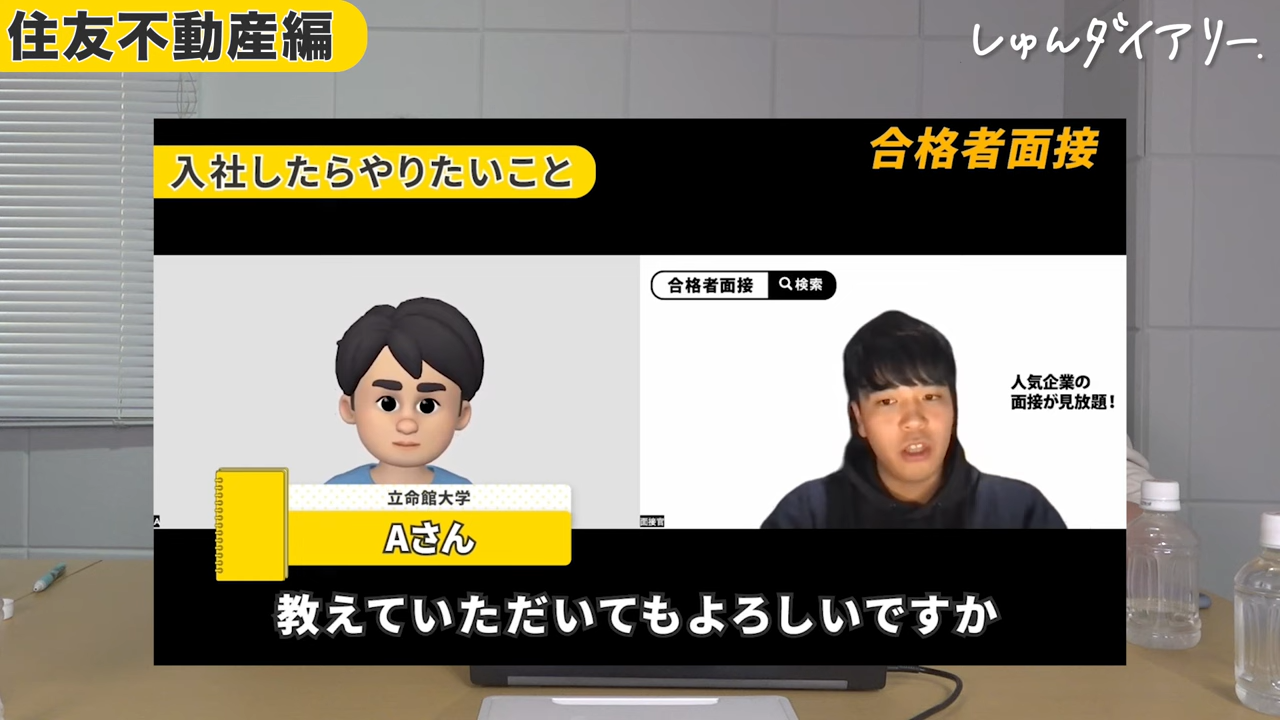 住友不動産編
しゅんダイアリー.
合格者面接
入社したらやりたいこと
合格者面接 検索
人気企業の
面接が見放題!
立命館大学
Aさん
A
面接官
教えていただいてもよろしいですか